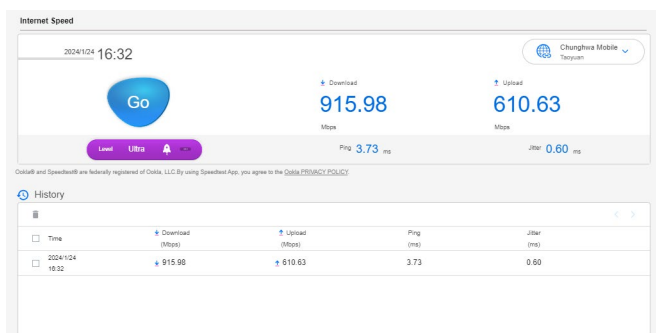 Internet Speed
2024/1/24 16:32
Chunghwa Mobile
Taoyuan
Go
Download
Upload
915.98
610.63
Mbps
Mbps
Level Ultra
Ping 3.73 ms
Jitter 0.60 ms
Ookla® and Speedtest® are federally registered of Ookla, LLC.By using Speedtest App, you agree to the Ookla PRIVACY POLICY.
History
Time
Download
(Mbps)
Upload
(Mbps)
Ping
(ms)
Jitter
(ms)
2024/1/24
16:32
915.98
610.63
3.73
0.60